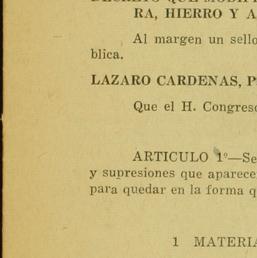 RA, HIERRO Y A
Al margen un sello
blica.
LAZARO CARDENAS, P
Que el H. Congreso
ARTICULO 1º—Se
y supresiones que aparece
para quedar en la forma q
1 MATERIA